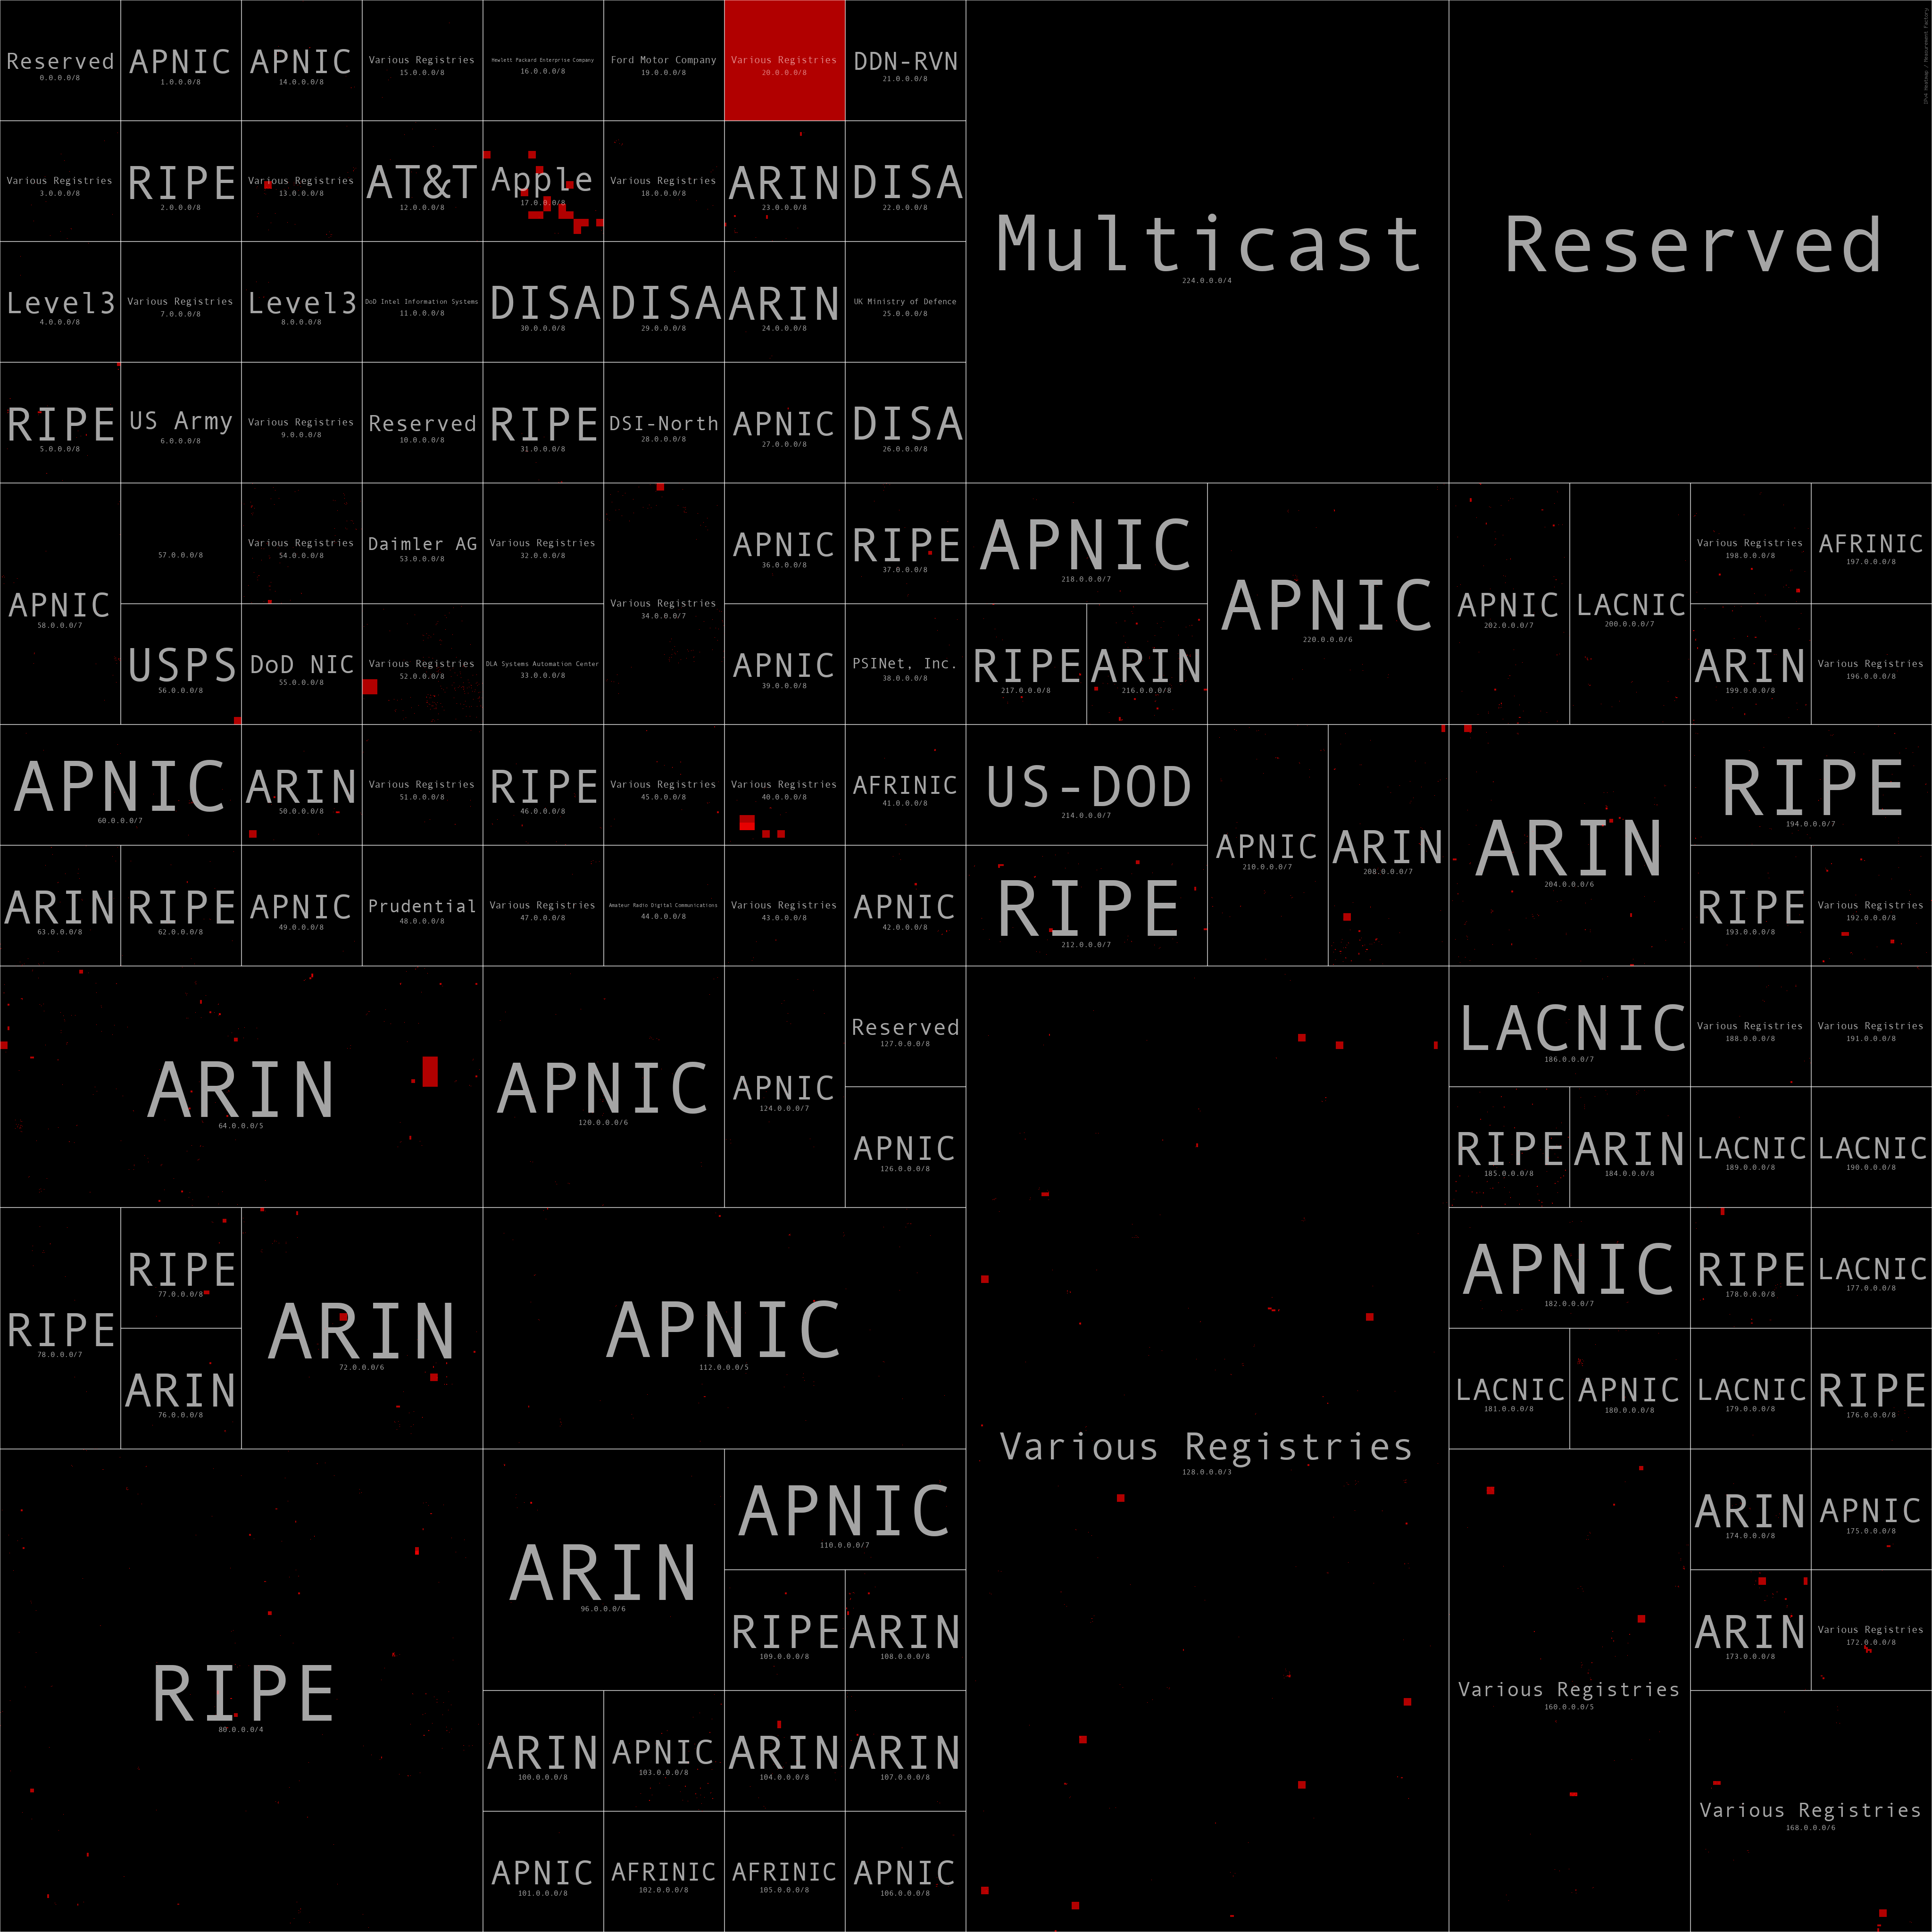 Reserved
0.0.0.0/8
APNIC
1.0.0.0/8
APNIC
14.0.0.0/8
Various Registries
15.0.0.0/8
Hewlett Packard Enterprise Company
16.0.0.0/8
Ford Motor Company
19.0.0.0/8
Various Registries
20.0.0.0/8
DDN-RVN
21.0.0.0/8
IPv4 Heatmap / Measurement Factory
Various Registries
3.0.0.0/8
RIPE
2.0.0.0/8
Various Registries
13.0.0.0/8
AT&T
12.0.0.0/8
Apple
17.0.0.0/8
Various Registries
18.0.0.0/8
ARIN
23.0.0.0/8
DISA
22.0.0.0/8
Multicast
224.0.0.0/4
Reserved
Level3
4.0.0.0/8
Various Registries
7.0.0.0/8
Level3
8.0.0.0/8
DoD Intel Information Systems
11.0.0.0/8
DISA
30.0.0.0/8
DISA
29.0.0.0/8
ARIN
24.0.0.0/8
UK Ministry of Defence
25.0.0.0/8
RIPE
5.0.0.0/8
US Army
6.0.0.0/8
Various Registries
9.0.0.0/8
Reserved
10.0.0.0/8
RIPE
31.0.0.0/8
DSI-North
28.0.0.0/8
APNIC
27.0.0.0/8
DISA
26.0.0.0/8
APNIC
58.0.0.0/7
57.0.0.0/8
Various Registries
54.0.0.0/8
Daimler AG
53.0.0.0/8
Various Registries
32.0.0.0/8
Various Registries
34.0.0.0/7
APNIC
36.0.0.0/8
RIPE
37.0.0.0/8
APNIC
218.0.0.0/7
APNIC
220.0.0.0/6
APNIC
202.0.0.0/7
LACNIC
200.0.0.0/7
Various Registries
198.0.0.0/8
AFRINIC
197.0.0.0/8
USPS
56.0.0.0/8
DoD NIC
55.0.0.0/8
Various Registries
52.0.0.0/8
DLA Systems Automation Center
33.0.0.0/8
APNIC
39.0.0.0/8
PSINet, Inc.
38.0.0.0/8
RIPE
217.0.0.0/8
ARIN
216.0.0.0/8
ARIN
199.0.0.0/8
Various Registries
196.0.0.0/8
APNIC
60.0.0.0/7
ARIN
50.0.0.0/8
Various Registries
51.0.0.0/8
RIPE
46.0.0.0/8
Various Registries
45.0.0.0/8
Various Registries
40.0.0.0/8
AFRINIC
41.0.0.0/8
US-DOD
214.0.0.0/7
APNIC
210.0.0.0/7
ARIN
208.0.0.0/7
ARIN
204.0.0.0/6
RIPE
194.0.0.0/7
ARIN
63.0.0.0/8
RIPE
62.0.0.0/8
APNIC
49.0.0.0/8
Prudential
48.0.0.0/8
Various Registries
47.0.0.0/8
Amateur Radio Digital Communications
44.0.0.0/8
Various Registries
43.0.0.0/8
APNIC
42.0.0.0/8
RIPE
212.0.0.0/7
RIPE
193.0.0.0/8
Various Registries
192.0.0.0/8
ARIN
64.0.0.0/5
APNIC
120.0.0.0/6
APNIC
124.0.0.0/7
Reserved
127.0.0.0/8
APNIC
126.0.0.0/8
LACNIC
186.0.0.0/7
Various Registries
188.0.0.0/8
Various Registries
191.0.0.0/8
RIPE
185.0.0.0/8
ARIN
184.0.0.0/8
LACNIC
189.0.0.0/8
LACNIC
190.0.0.0/8
RIPE
78.0.0.0/7
RIPE
77.0.0.0/8
ARIN
76.0.0.0/8
ARIN
72.0.0.0/6
APNIC
112.0.0.0/5
APNIC
182.0.0.0/7
RIPE
178.0.0.0/8
LACNIC
177.0.0.0/8
LACNIC
181.0.0.0/8
APNIC
180.0.0.0/8
LACNIC
179.0.0.0/8
RIPE
176.0.0.0/8
Various Registries
128.0.0.0/3
RIPE
80.0.0.0/4
ARIN
96.0.0.0/6
APNIC
110.0.0.0/7
RIPE
109.0.0.0/8
ARIN
108.0.0.0/8
Various Registries
160.0.0.0/5
ARIN
174.0.0.0/8
APNIC
175.0.0.0/8
ARIN
173.0.0.0/8
Various Registries
172.0.0.0/8
ARIN
100.0.0.0/8
APNIC
103.0.0.0/8
ARIN
104.0.0.0/8
ARIN
107.0.0.0/8
Various Registries
168.0.0.0/6
APNIC
101.0.0.0/8
AFRINIC
102.0.0.0/8
AFRINIC
105.0.0.0/8
APNIC
106.0.0.0/8